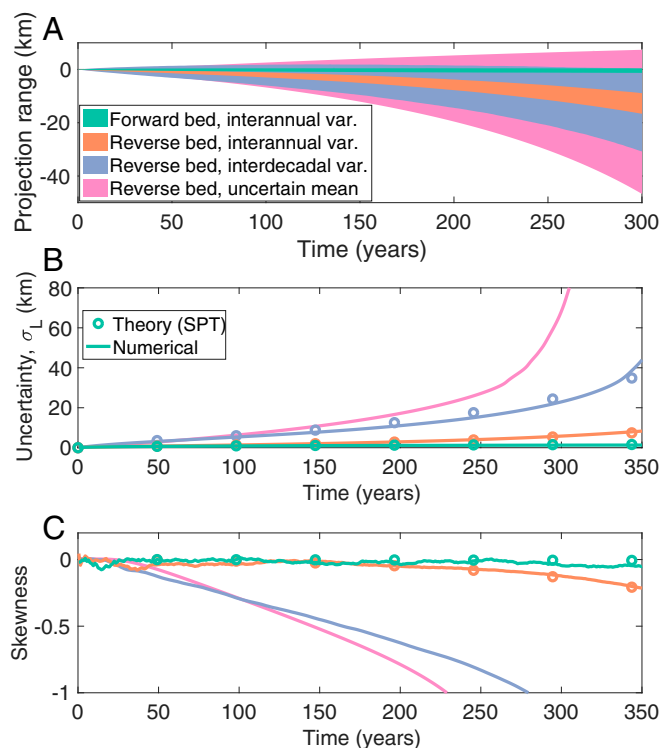 A
Projection range (km)
10
0
-20
-40
Forward bed, interannual var.
Reverse bed, interannual var.
Reverse bed, interdecadal var.
Reverse bed, uncertain mean
0 50 100 150 200 250 300
Time (years)
B
Uncertainty, σL (km)
80
60
40
20
0
Theory (SPT)
Numerical
0 50 100 150 200 250 300 350
Time (years)
C
Skewness
0
-0.5
-1
0 50 100 150 200 250 300 350
Time (years)